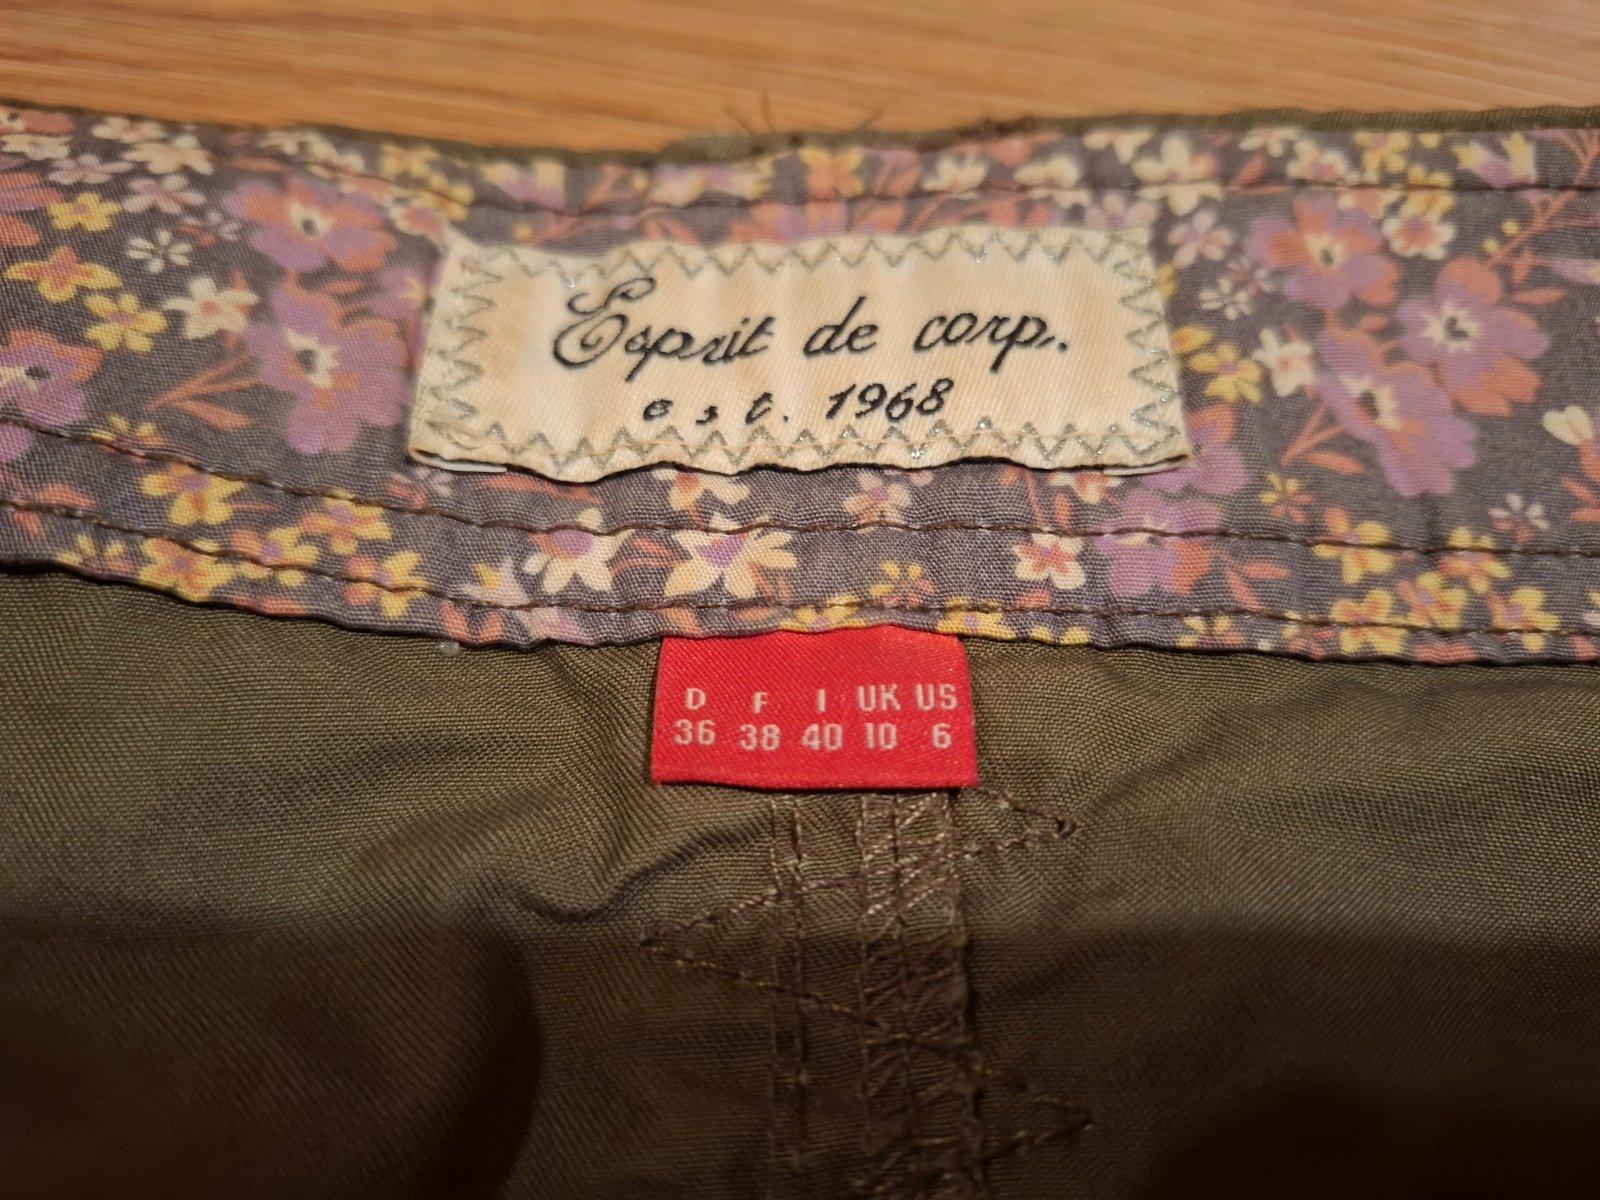 Esprit de corp.
est. 1968
D F I UK US
36 38 40 10 6